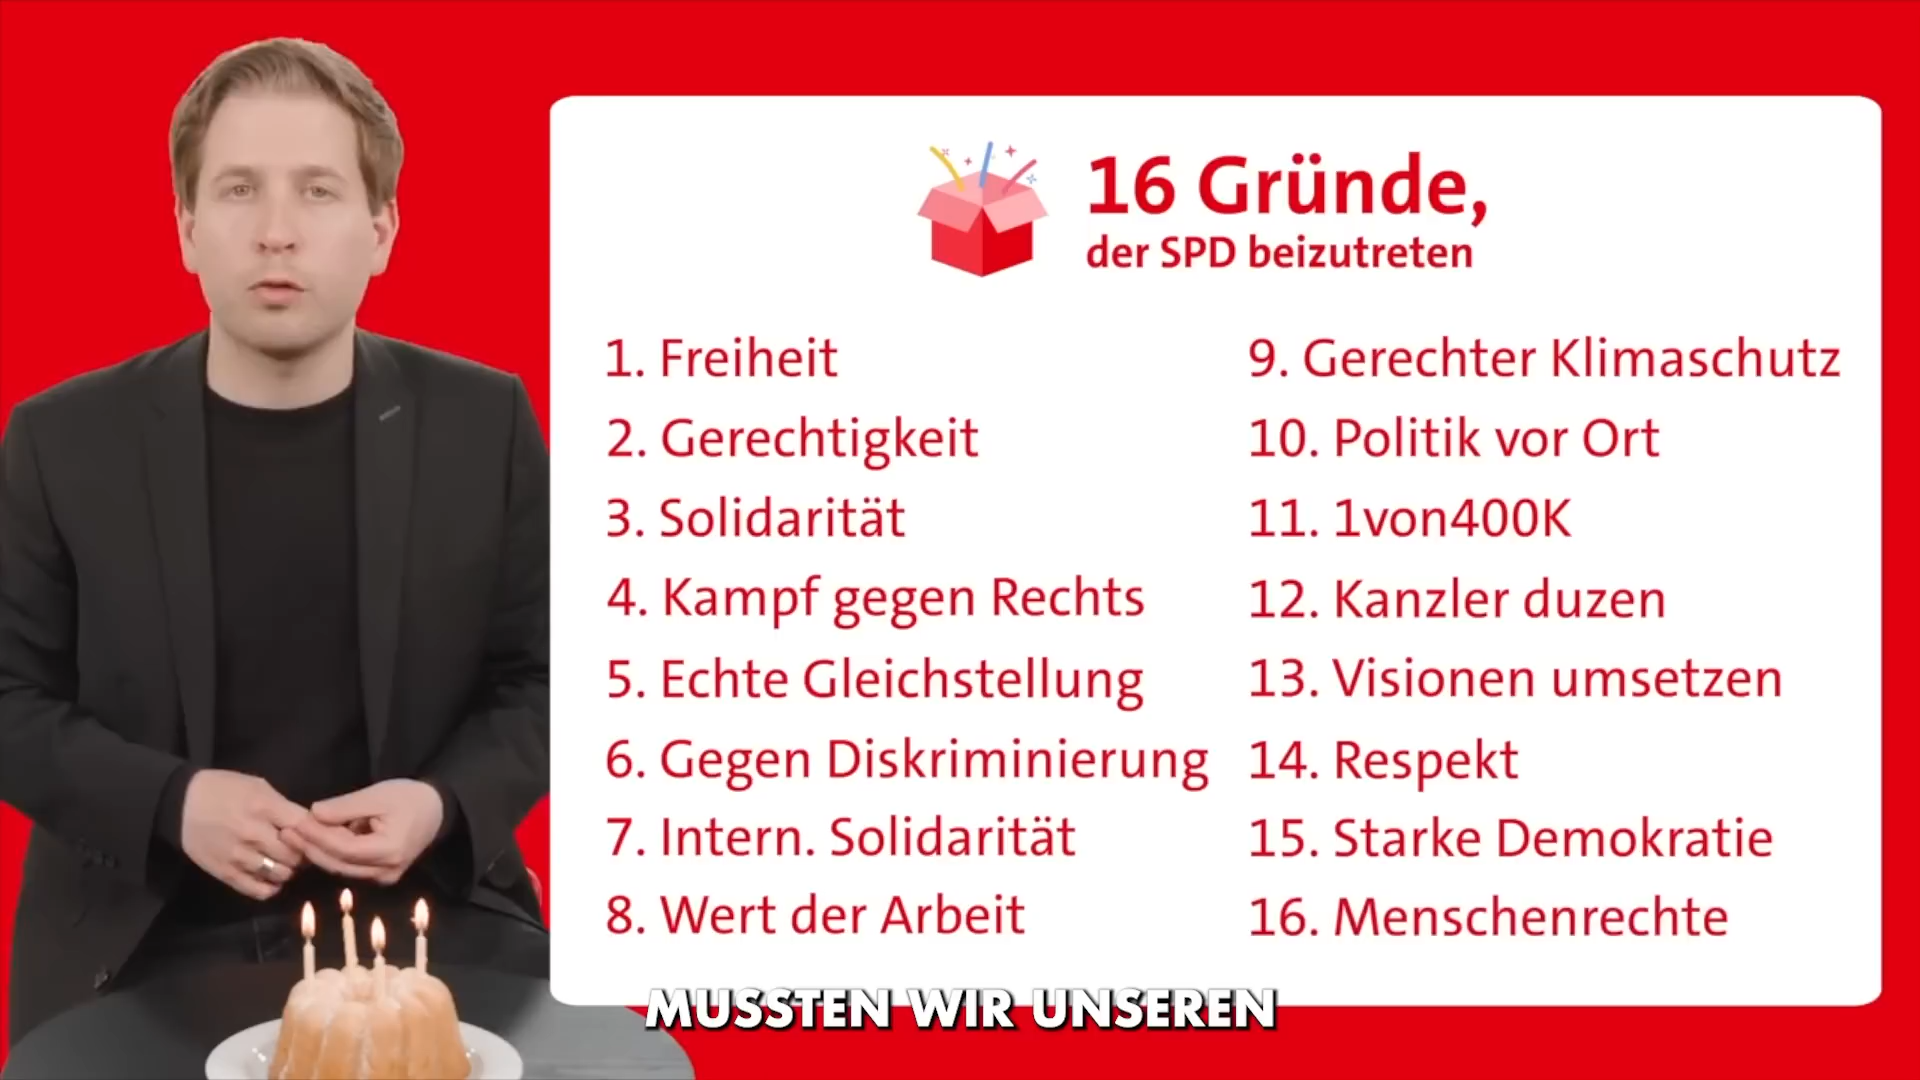 16 Gründe,
der SPD beizutreten
1. Freiheit
2. Gerechtigkeit
3. Solidarität
4. Kampf gegen Rechts
5. Echte Gleichstellung
6. Gegen Diskriminierung
7. Intern. Solidarität
8. Wert der Arbeit
9. Gerechter Klimaschutz
10. Politik vor Ort
11. 1von400K
12. Kanzler duzen
13. Visionen umsetzen
14. Respekt
15. Starke Demokratie
16. Menschenrechte
MUSSTEN WIR UNSEREN